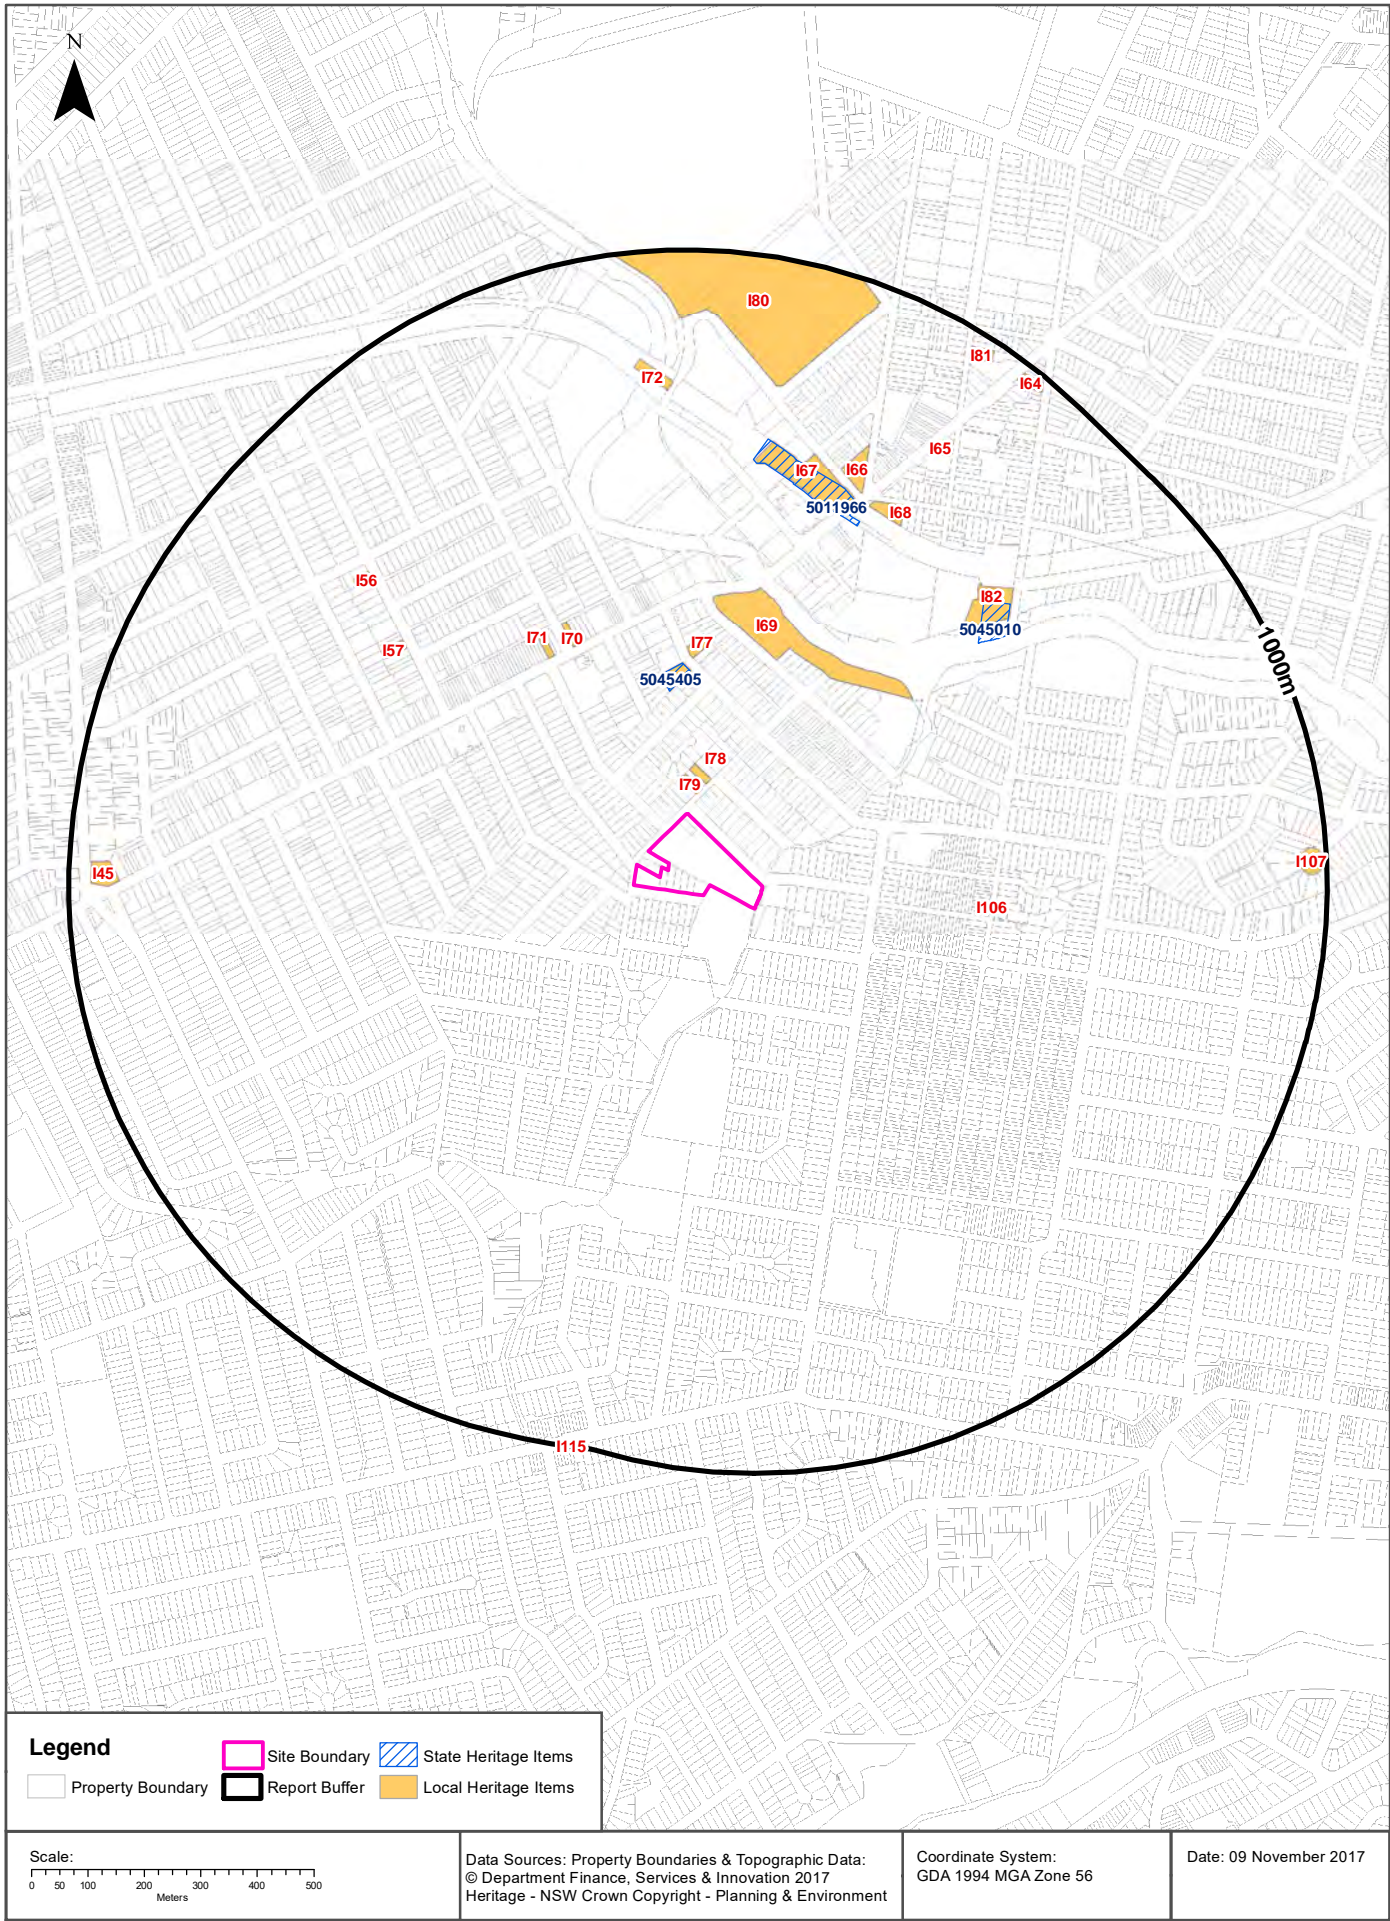 N
I80
I81
I72
I64
I65
I67
I66
5011966
I68
I56
I82
I69
5045010
I71
I70
I77
I57
1000m
5045405
I78
I79
I45
I107
I106
I115
Legend
Site Boundary
State Heritage Items
Property Boundary
Report Buffer
Local Heritage Items
Scale:
0 50 100 200 300 400 500
Meters
Data Sources: Property Boundaries & Topographic Data:
© Department Finance, Services & Innovation 2017
Heritage - NSW Crown Copyright - Planning & Environment
Coordinate System:
GDA 1994 MGA Zone 56
Date: 09 November 2017